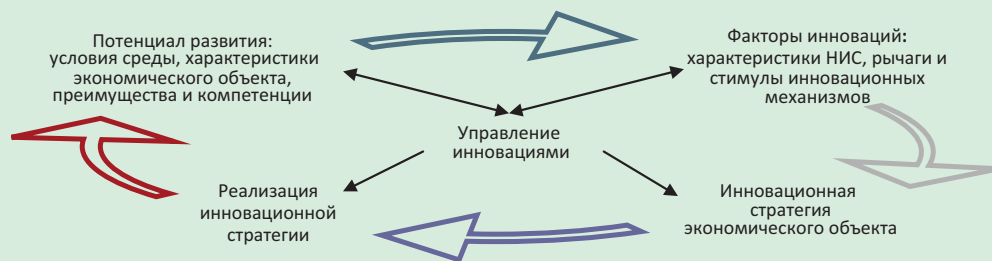 Потенциал развития:
условия среды, характеристики
экономического объекта,
преимущества и компетенции
Факторы инноваций:
характеристики НИС, рычаги и
стимулы инновационных
механизмов
Управление
инновациями
Реализация
инновационной
стратегии
Инновационная
стратегия
экономического объекта